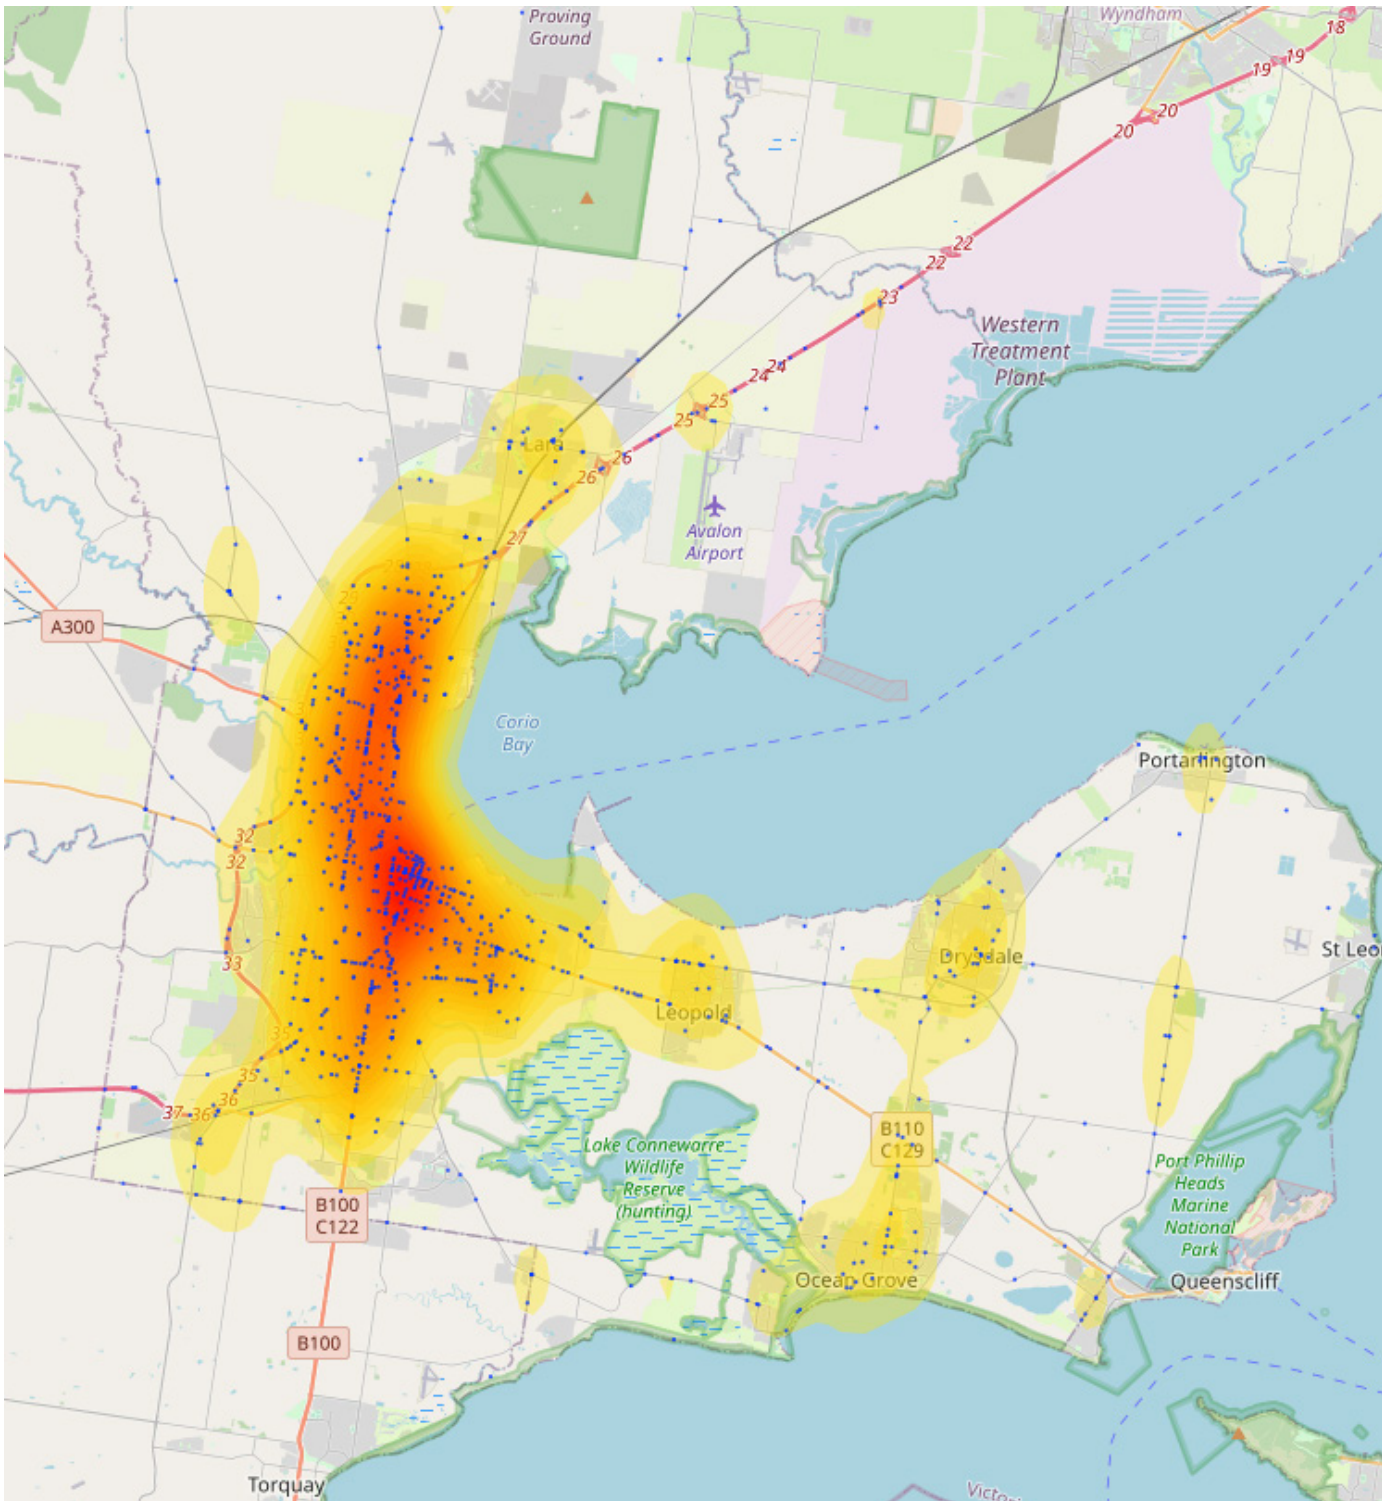 Proving
Ground
Wyndham
18
19
19
20
20
22
22
23
Western
Treatment
Plant
24
24
25
25
Lara
26
26
27
Avalon
Airport
29
A300
Corio
Bay
Portarlington
32
32
33
Drysdale
St Leo
Leopold
35
35
36
37
36
B110
C129
Lake Connewarre
Wildlife
Reserve
(hunting)
Port Phillip
Heads
Marine
National
Park
B100
C122
Ocean Grove
Queenscliff
B100
Torquay
Victori